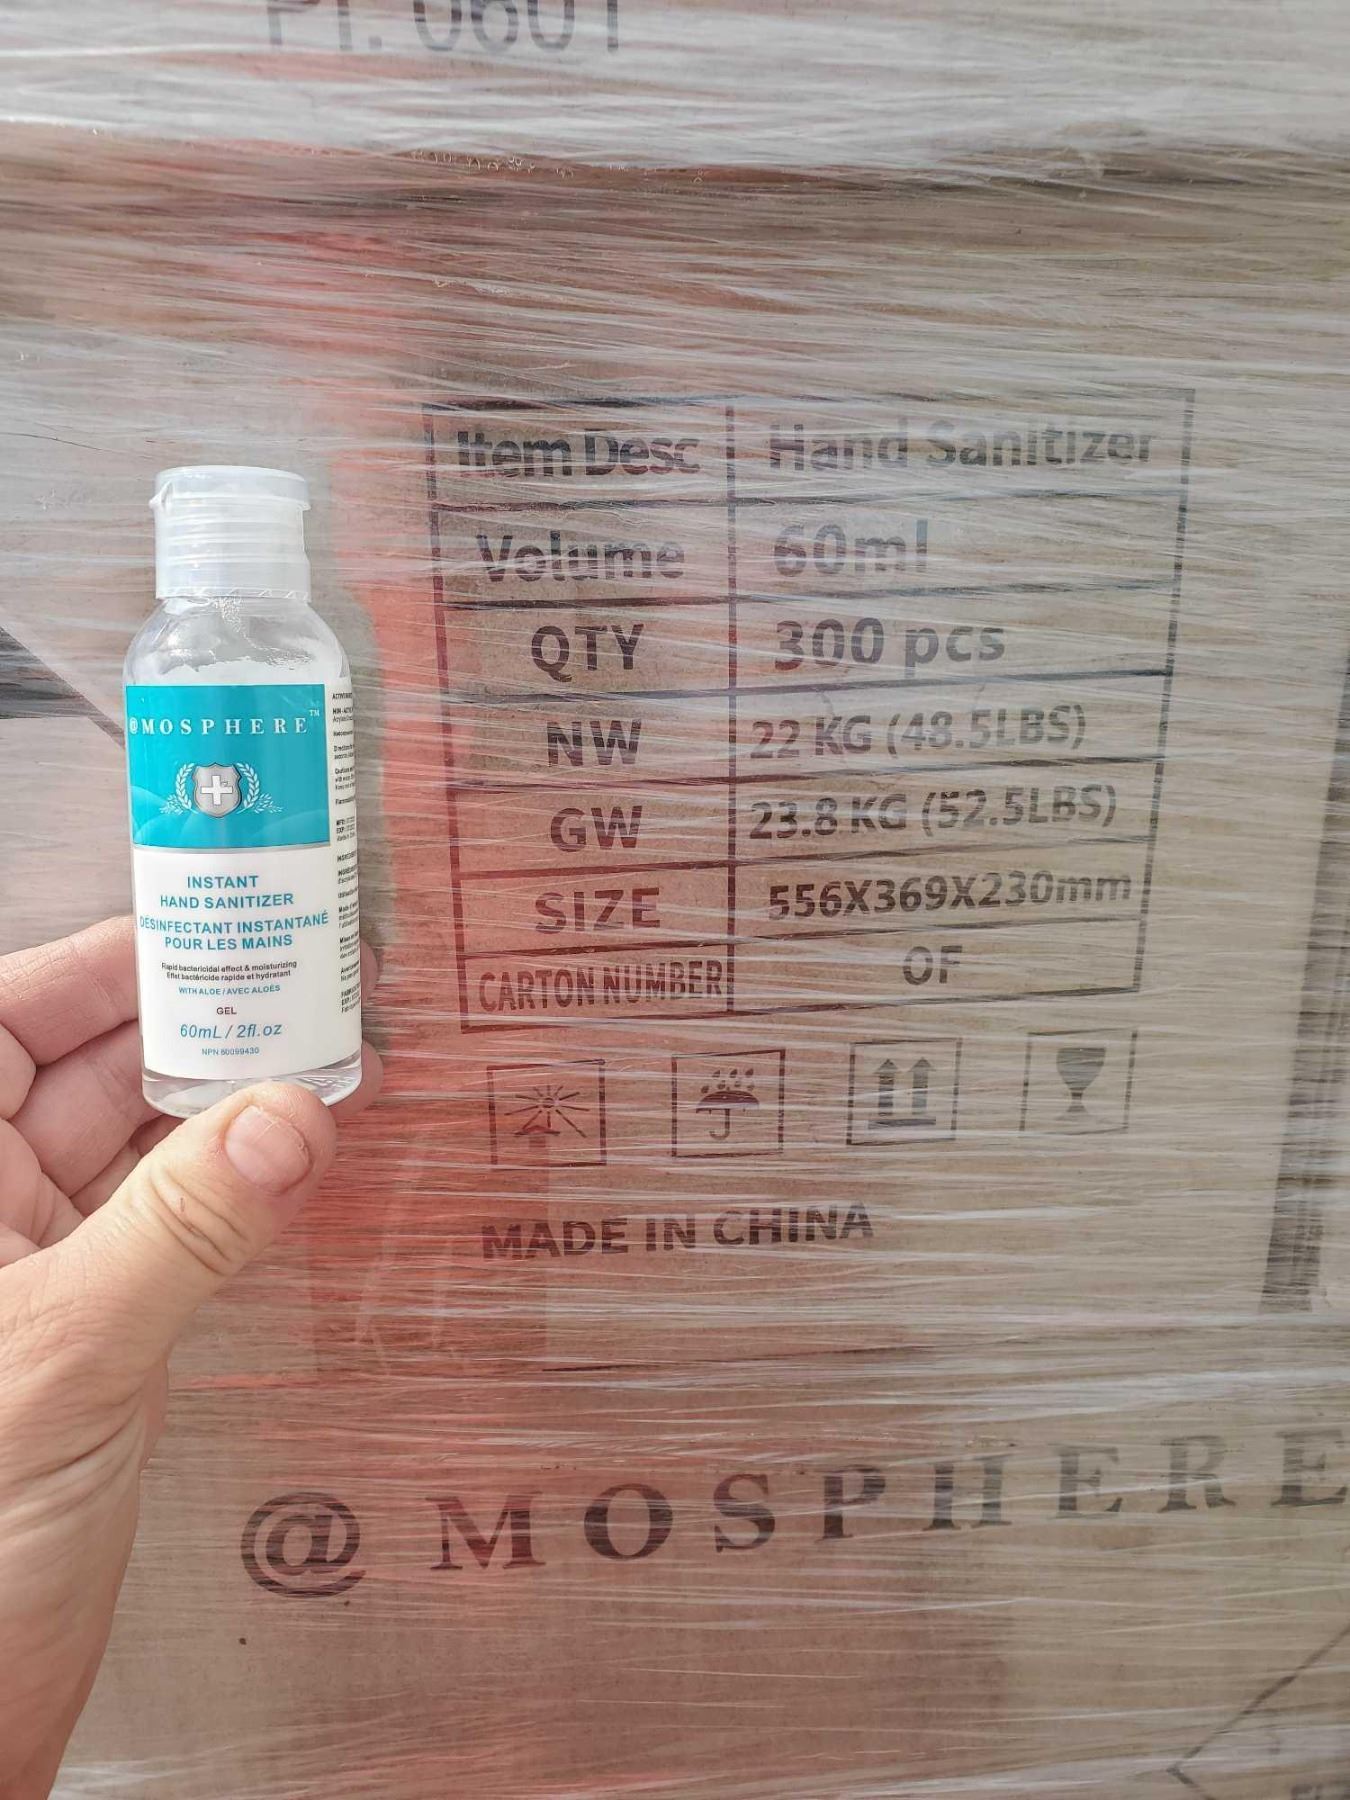 @MOSPHERE™
INSTANT
HAND SANITIZER
DÉSINFECTANT INSTANTANÉ
POUR LES MAINS
Rapid bactericidal effect & moisturizing
Effet bactéricide rapide et hydratant
WITH ALOE / AVEC ALOÈS
GEL
60mL / 2fl.oz
NPN 80099430
Item Desc Hand Sanitizer
Volume 60ml
QTY 300 pcs
NW 22 KG (48.5LBS)
GW 23.8 KG (52.5LBS)
SIZE 556X369X230mm
CARTON NUMBER OF
MADE IN CHINA
@MOSPHERE